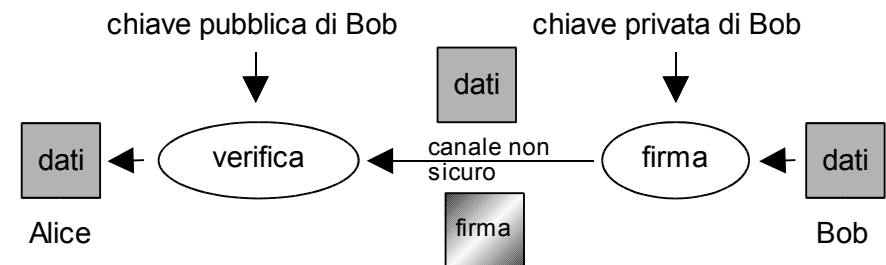 chiave pubblica di Bob
chiave privata di Bob
dati
dati
verifica
canale non
sicuro
firma
dati
firma
Alice
Bob